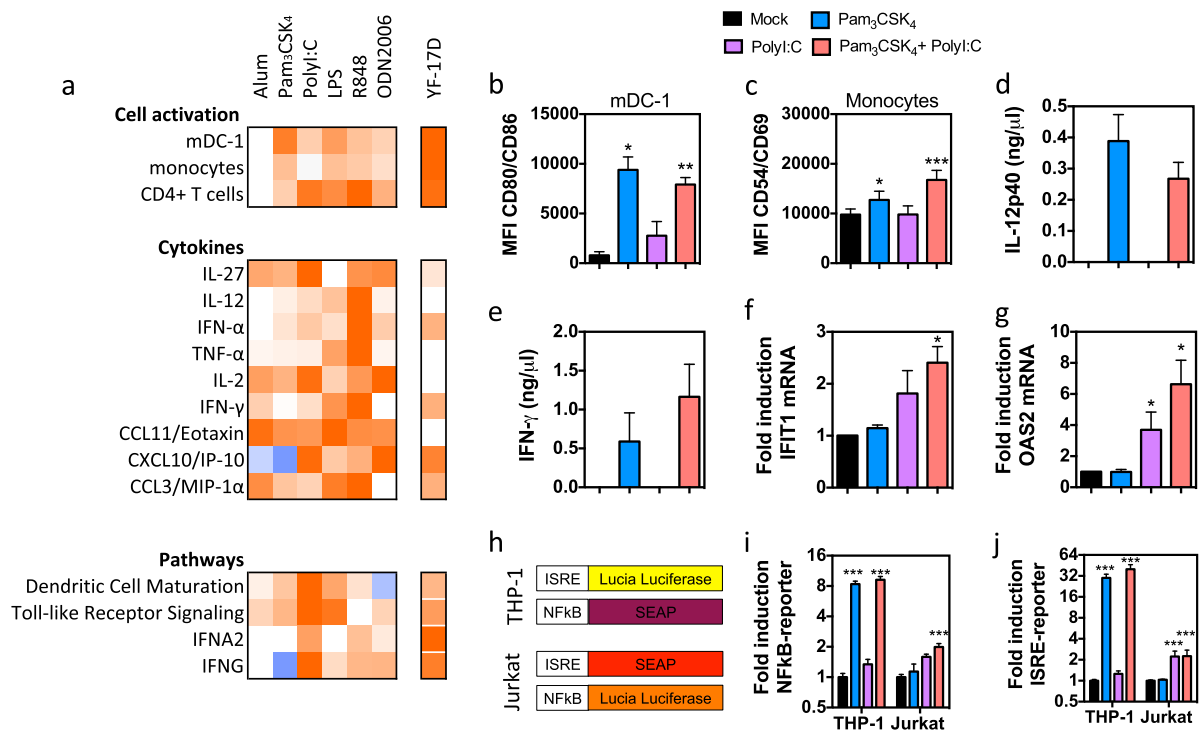 Mock
Pam3CSK4
PolyI:C
Pam3CSK4+ PolyI:C
a
Alum
Pam3CSK4
PolyI:C
LPS
R848
ODN2006
YF-17D
Cell activation
mDC-1
monocytes
CD4+ T cells
Cytokines
IL-27
IL-12
IFN-α
TNF-α
IL-2
IFN-γ
CCL11/Eotaxin
CXCL10/IP-10
CCL3/MIP-1α
Pathways
Dendritic Cell Maturation
Toll-like Receptor Signaling
IFNA2
IFNG
b
mDC-1
MFI CD80/CD86
15000
10000
5000
0
*
**
c
Monocytes
MFI CD54/CD69
30000
20000
10000
0
*
***
d
IL-12p40 (ng/µl)
0.5
0.4
0.3
0.2
0.1
0.0
e
IFN-γ (ng/µl)
2.0
1.5
1.0
0.5
0.0
f
Fold induction
IFIT1 mRNA
3
2
1
0
*
g
Fold induction
OAS2 mRNA
10
8
6
4
2
0
*
*
h
THP-1
ISRE Lucia Luciferase
NFkB SEAP
Jurkat
ISRE SEAP
NFkB Lucia Luciferase
i
Fold induction
NFkB-reporter
16
8
4
2
1
0.5
***
***
***
THP-1 Jurkat
j
Fold induction
ISRE-reporter
64
32
16
8
4
2
1
0.5
***
***
***
***
THP-1 Jurkat